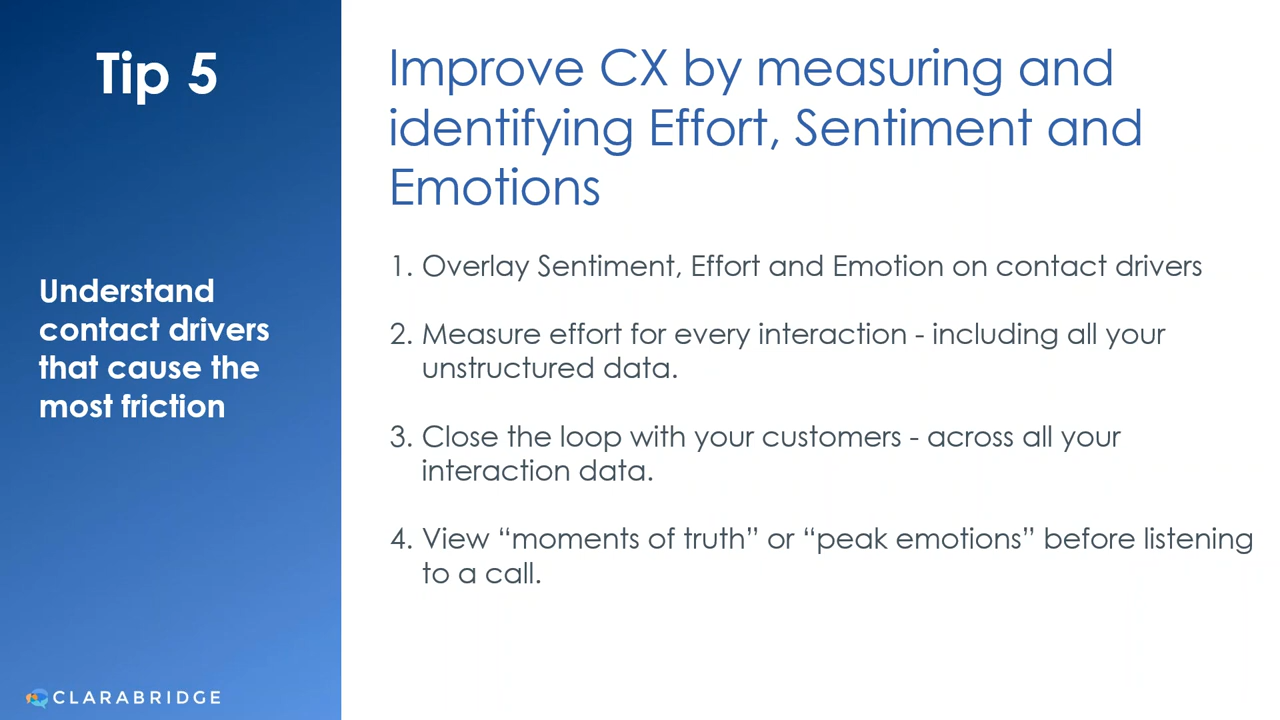 Tip 5
Understand
contact drivers
that cause the
most friction
CLARABRIDGE
Improve CX by measuring and
identifying Effort, Sentiment and
Emotions
1. Overlay Sentiment, Effort and Emotion on contact drivers
2. Measure effort for every interaction - including all your
unstructured data.
3. Close the loop with your customers - across all your
interaction data.
4. View “moments of truth” or “peak emotions” before listening
to a call.